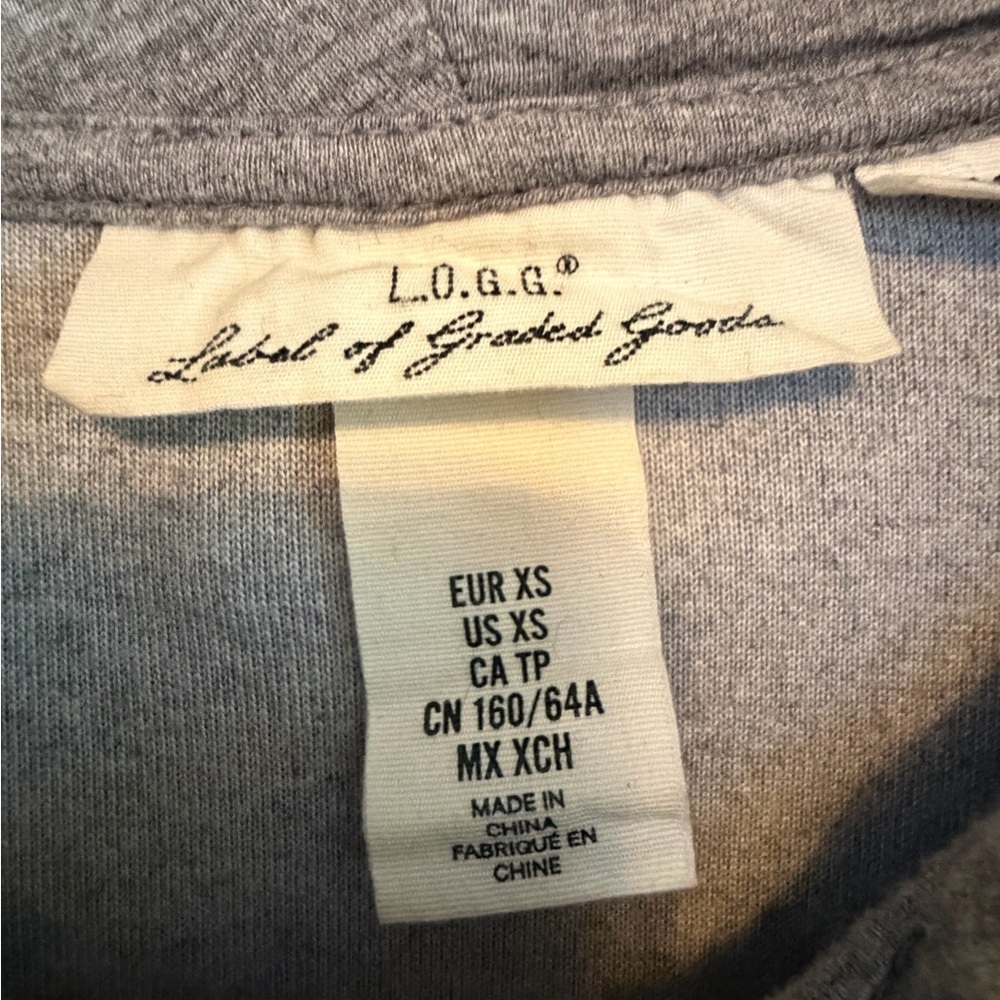 L.O.G.G.®
Label of Graded Goods
EUR XS
US XS
CA TP
CN 160/64A
MX XCH
MADE IN
CHINA
FABRIQUÉ EN
CHINE